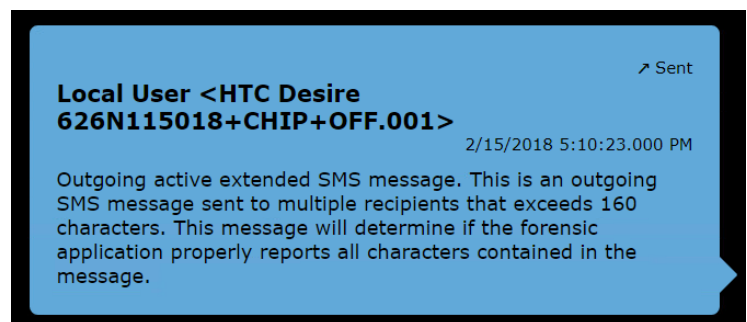 ↗ Sent
Local User <HTC Desire
626N115018+CHIP+OFF.001>
2/15/2018 5:10:23.000 PM
Outgoing active extended SMS message. This is an outgoing
SMS message sent to multiple recipients that exceeds 160
characters. This message will determine if the forensic
application properly reports all characters contained in the
message.